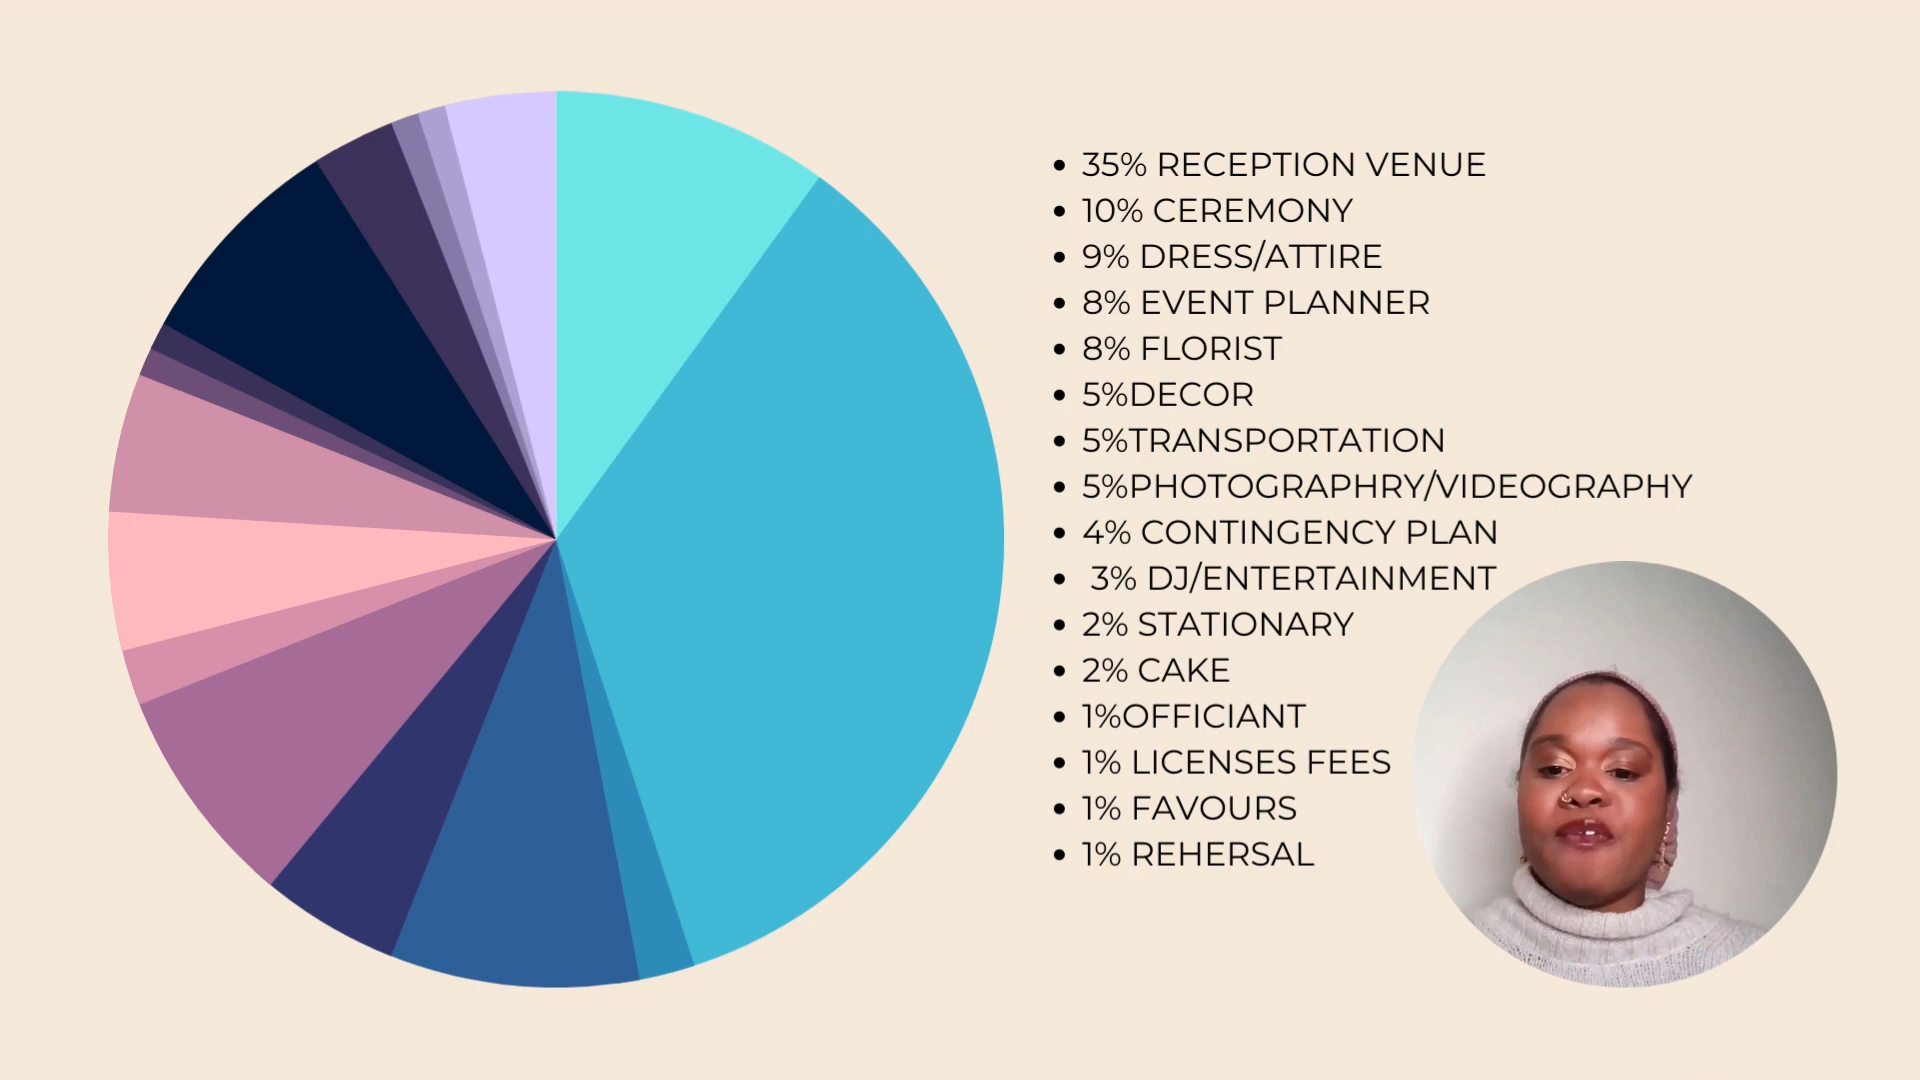 35% RECEPTION VENUE
10% CEREMONY
9% DRESS/ATTIRE
8% EVENT PLANNER
8% FLORIST
5%DECOR
5%TRANSPORTATION
5%PHOTOGRAPHRY/VIDEOGRAPHY
4% CONTINGENCY PLAN
3% DJ/ENTERTAINMENT
2% STATIONARY
2% CAKE
1%OFFICIANT
1% LICENSES FEES
1% FAVOURS
1% REHERSAL